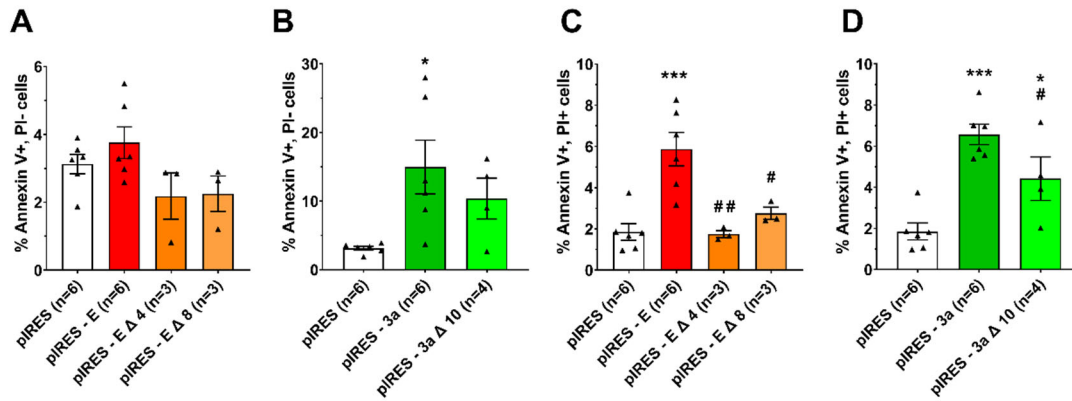 A
% Annexin V+, PI- cells
6
4
2
0
pIRES (n=6)
pIRES - E (n=6)
pIRES - E Δ 4 (n=3)
pIRES - E Δ 8 (n=3)
B
% Annexin V+, PI- cells
30
20
10
0
*
pIRES (n=6)
pIRES - 3a (n=6)
pIRES - 3a Δ 10 (n=4)
C
% Annexin V+, PI+ cells
10
8
6
4
2
0
***
##
#
pIRES (n=6)
pIRES - E (n=6)
pIRES - E Δ 4 (n=3)
pIRES - E Δ 8 (n=3)
D
% Annexin V+, PI+ cells
10
8
6
4
2
0
***
*
#
pIRES (n=6)
pIRES - 3a (n=6)
pIRES - 3a Δ 10 (n=4)